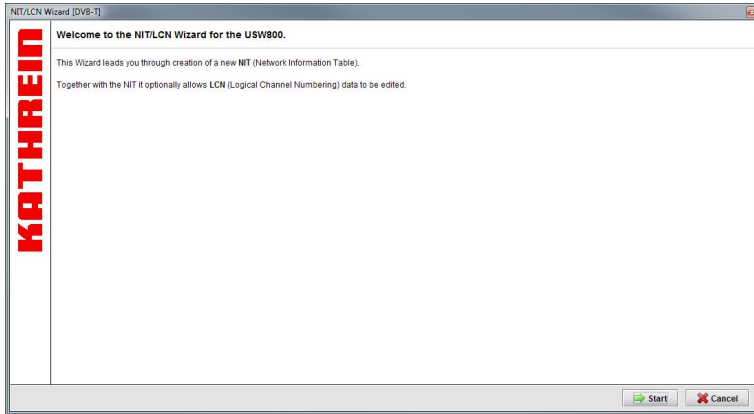 NIT/LCN Wizard [DVB-T]
KATHREIN
Welcome to the NIT/LCN Wizard for the USW800.
This Wizard leads you through creation of a new NIT (Network Information Table).
Together with the NIT it optionally allows LCN (Logical Channel Numbering) data to be edited.
Start
Cancel